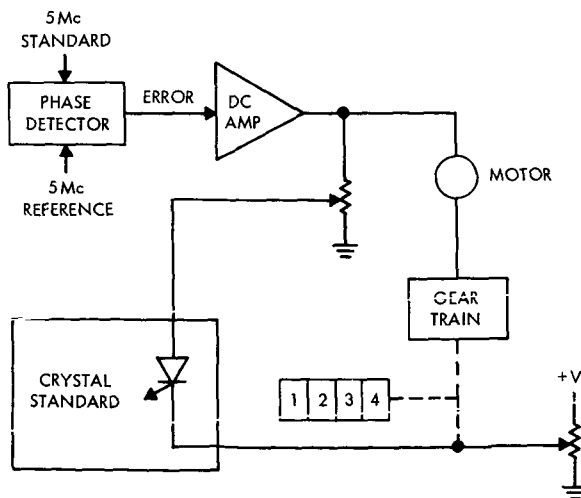 5Mc
STANDARD
PHASE
DETECTOR
ERROR
DC
AMP
5Mc
REFERENCE
MOTOR
GEAR
TRAIN
CRYSTAL
STANDARD
1 2 3 4
+V